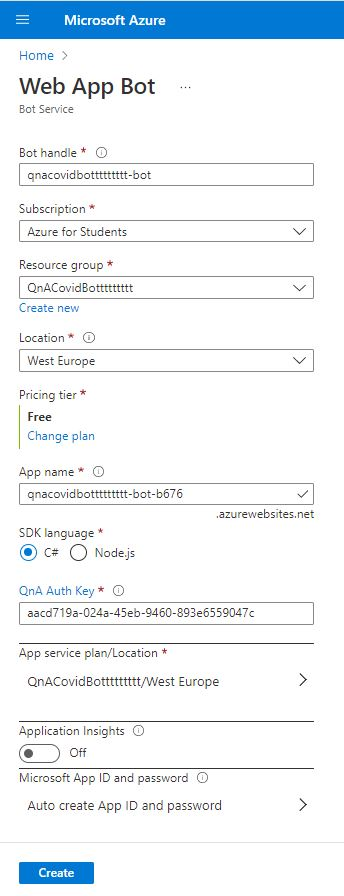 Microsoft Azure
Home
Web App Bot ...
Bot Service
Bot handle *
qnacovidbottttttttt-bot
Subscription *
Azure for Students
Resource group *
QnACovidBottttttttt
Create new
Location *
West Europe
Pricing tier *
Free
Change plan
App name *
qnacovidbottttttttt-bot-b676
.azurewebsites.net
SDK language *
C# Node.js
QnA Auth Key *
aacd719a-024a-45eb-9460-893e6559047c
App service plan/Location *
QnACovidBottttttttt/West Europe
Application Insights
Off
Microsoft App ID and password
Auto create App ID and password
Create